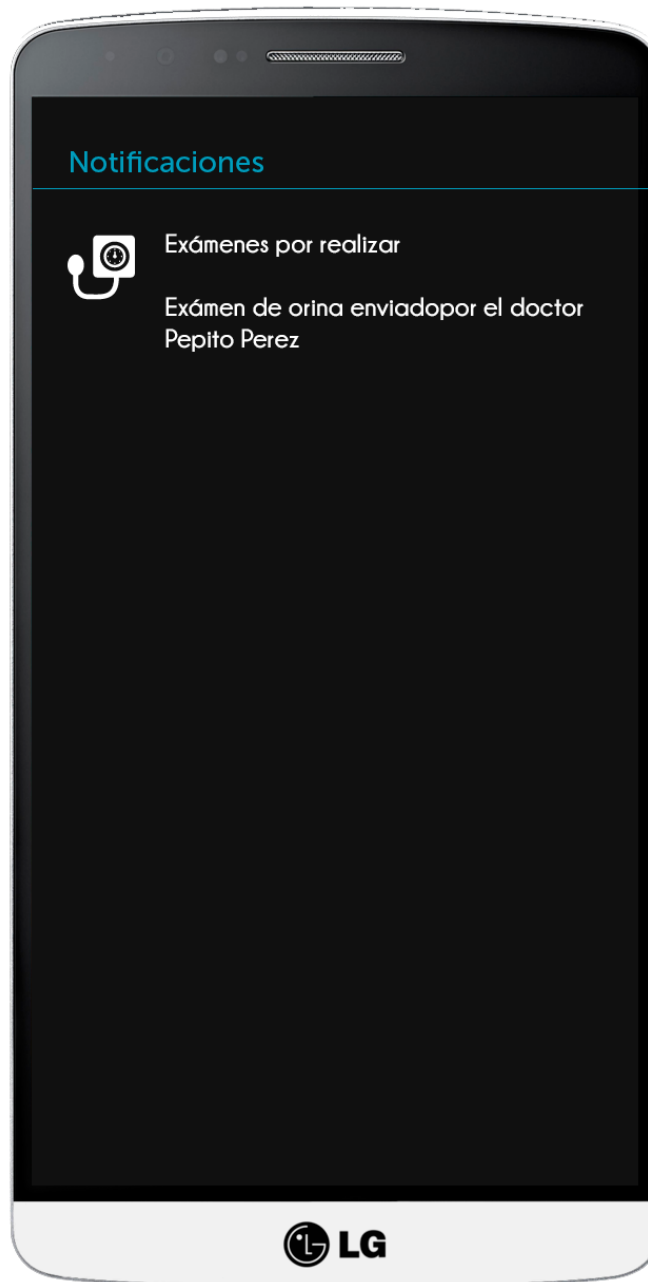 Notificaciones
Exámenes por realizar
Exámen de orina enviadopor el doctor
Pepito Perez
LG